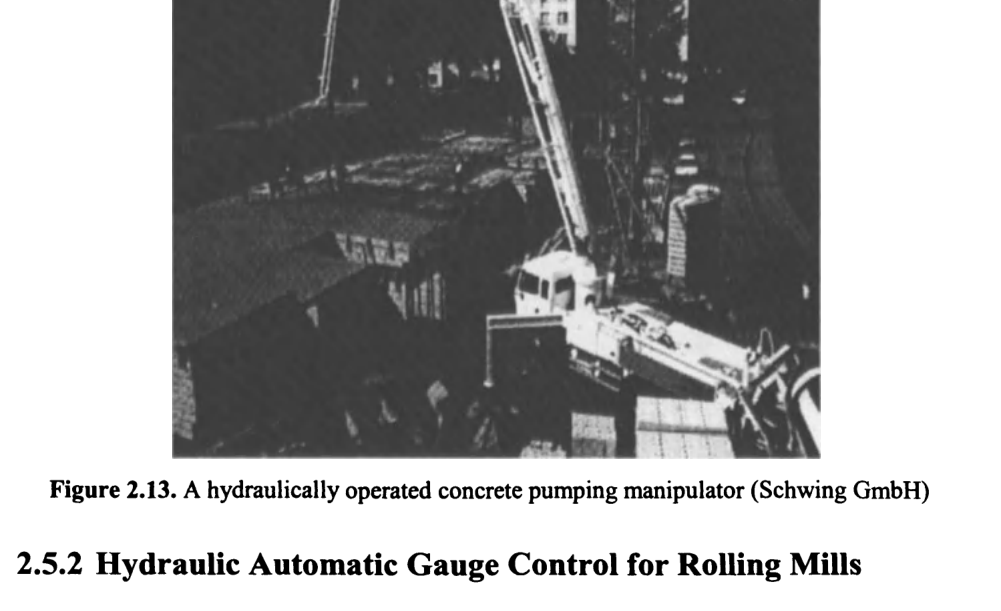 Figure 2.13. A hydraulically operated concrete pumping manipulator (Schwing GmbH)
2.5.2 Hydraulic Automatic Gauge Control for Rolling Mills